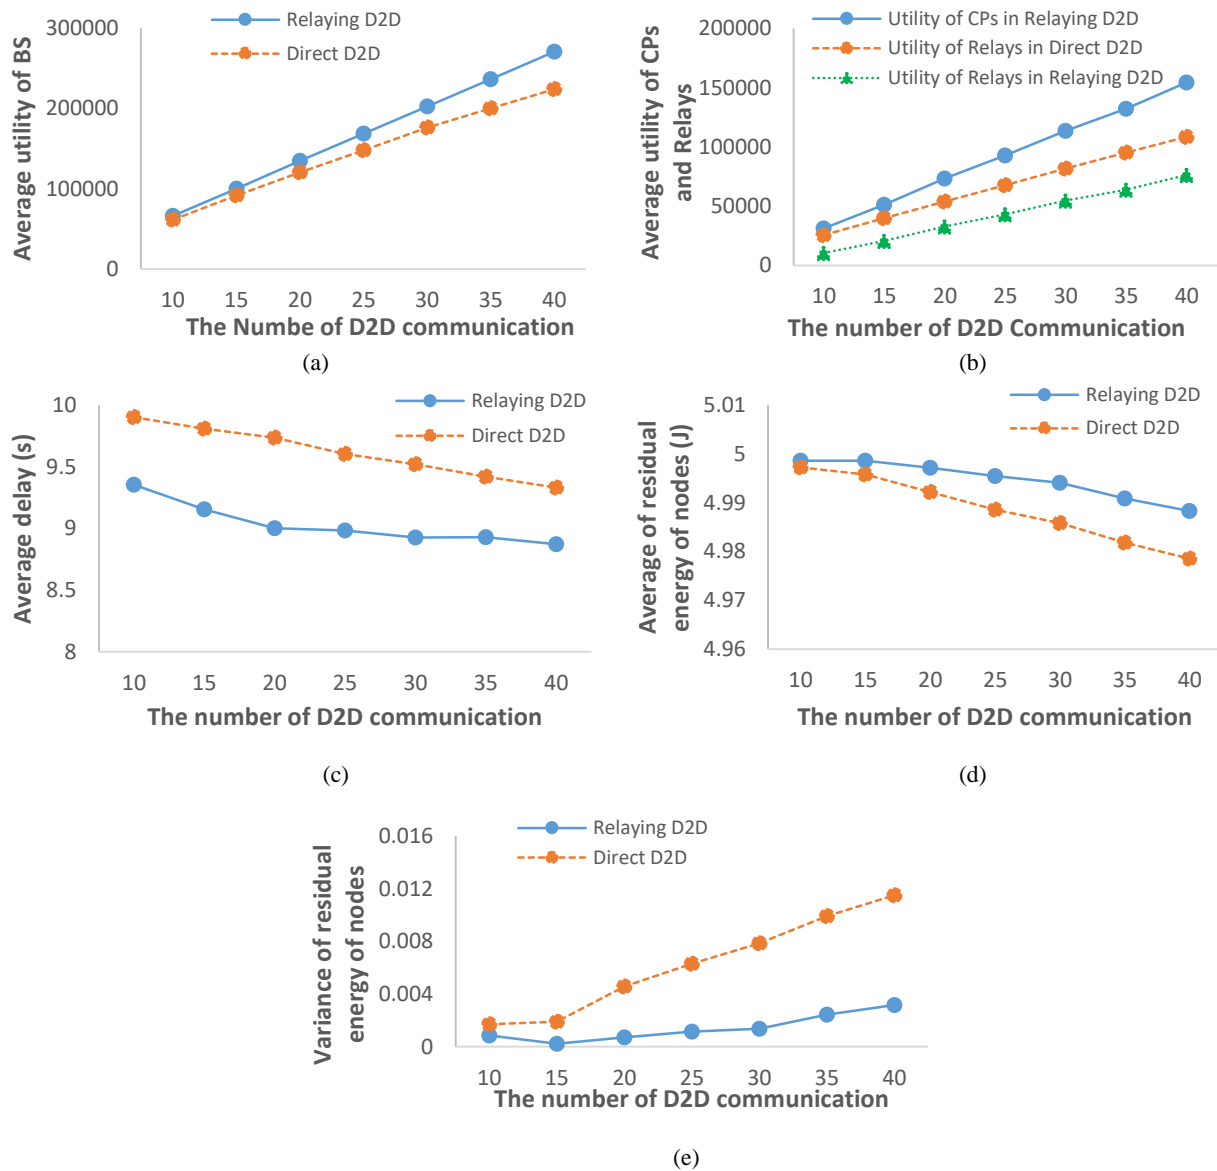 300000
200000
100000
0
Average utility of BS
Relaying D2D
Direct D2D
10 15 20 25 30 35 40
The Numbe of D2D communication
(a)
200000
150000
100000
50000
0
Average utility of CPs
and Relays
Utility of CPs in Relaying D2D
Utility of Relays in Direct D2D
Utility of Relays in Relaying D2D
10 15 20 25 30 35 40
The number of D2D Communication
(b)
10
9.5
9
8.5
8
Average delay (s)
Relaying D2D
Direct D2D
10 15 20 25 30 35 40
The number of D2D communication
(c)
5.01
5
4.99
4.98
4.97
4.96
Average of residual
energy of nodes (J)
Relaying D2D
Direct D2D
10 15 20 25 30 35 40
The number of D2D communication
(d)
0.016
0.012
0.008
0.004
0
Variance of residual
energy of nodes
Relaying D2D
Direct D2D
10 15 20 25 30 35 40
The number of D2D communication
(e)